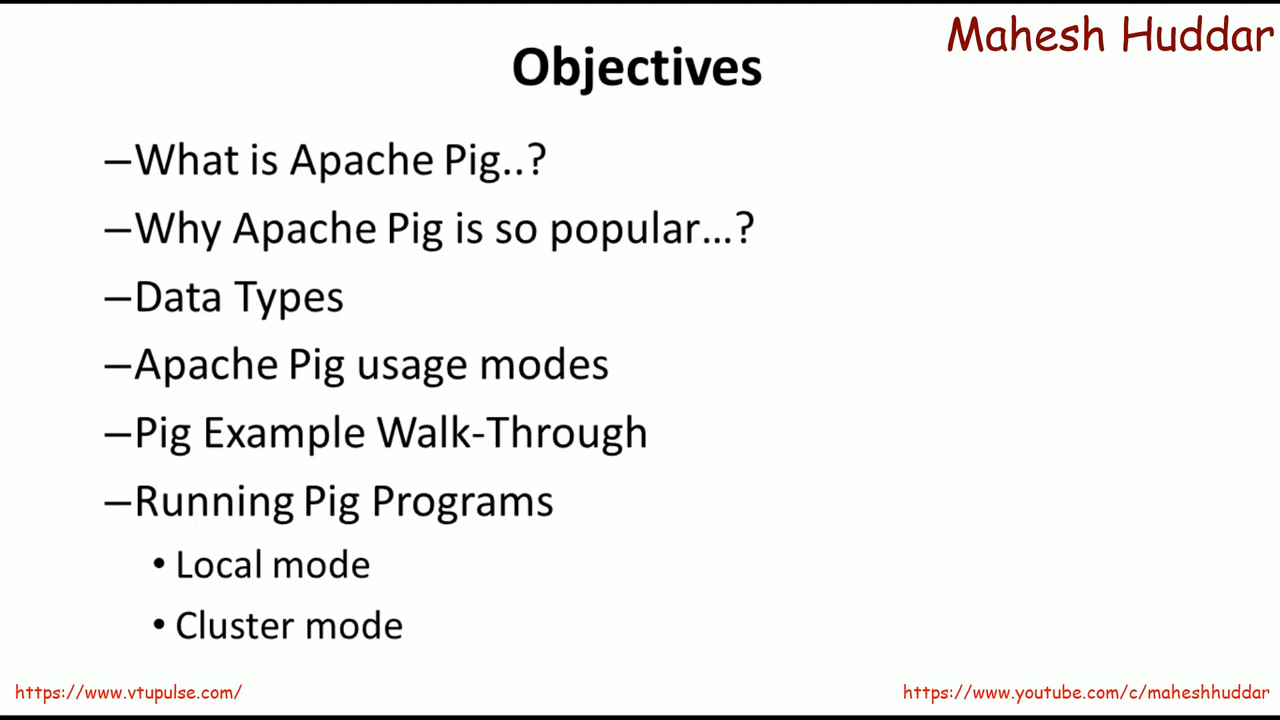 Mahesh Huddar
Objectives
–What is Apache Pig..?
–Why Apache Pig is so popular…?
–Data Types
–Apache Pig usage modes
–Pig Example Walk-Through
–Running Pig Programs
• Local mode
• Cluster mode
https://www.vtupulse.com/
https://www.youtube.com/c/maheshhuddar